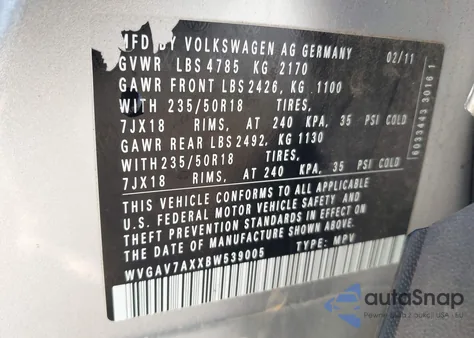 MFD BY VOLKSWAGEN AG GERMANY
02/11
GVWR LBS 4785 KG 2170
GAWR FRONT LBS 2426, KG 1100
WITH 235/50R18 TIRES,
7JX18 RIMS, AT 240 KPA, 35 PSI COLD
GAWR REAR LBS 2492, KG 1130
WITH 235/50R18 TIRES,
7JX18 RIMS, AT 240 KPA, 35 PSI COLD
THIS VEHICLE CONFORMS TO ALL APPLICABLE
U.S. FEDERAL MOTOR VEHICLE SAFETY AND
THEFT PREVENTION STANDARDS IN EFFECT ON
THE DATE OF MANUFACTURE SHOWN ABOVE
WVGAV7AXXBW539005 TYPE: MPV
6033443 3016 1
autoSnap